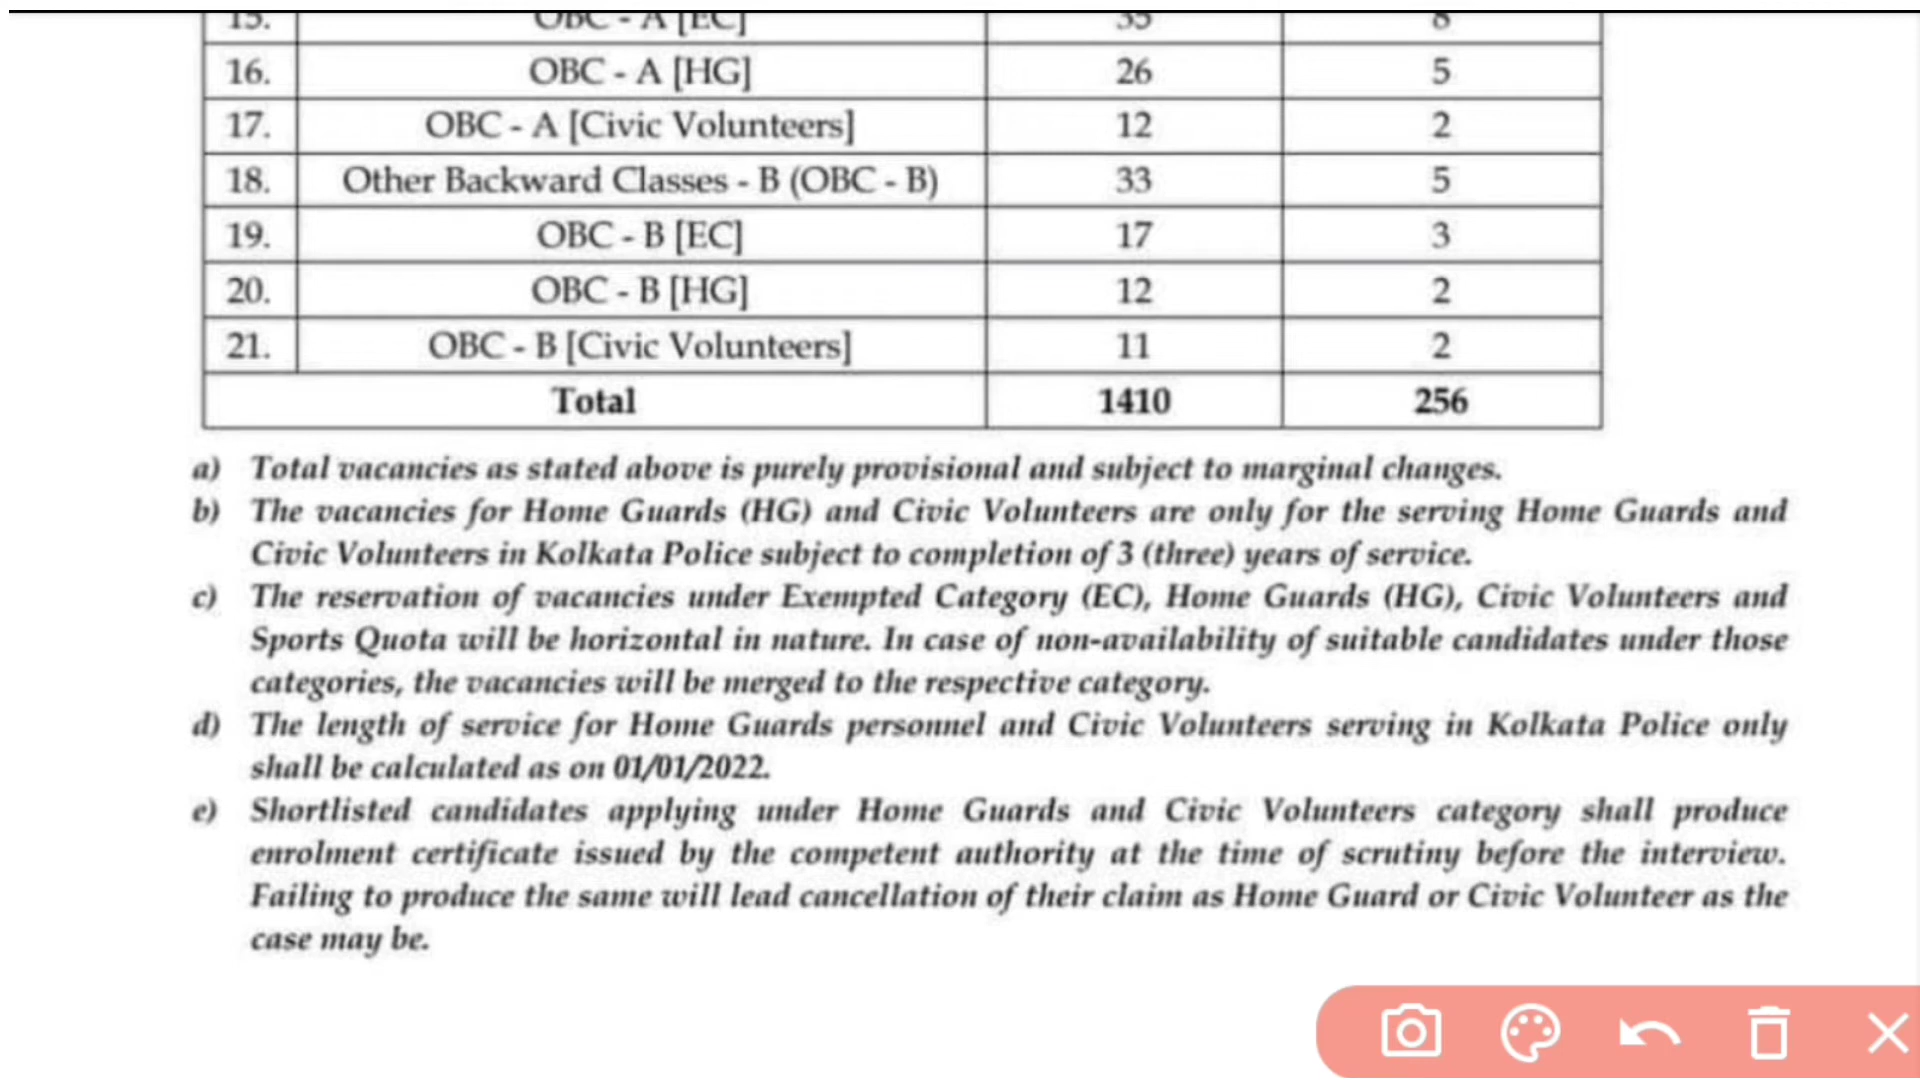 15. OBC - A [EC] 35 8
16. OBC - A [HG] 26 5
17. OBC - A [Civic Volunteers] 12 2
18. Other Backward Classes - B (OBC - B) 33 5
19. OBC - B [EC] 17 3
20. OBC - B [HG] 12 2
21. OBC - B [Civic Volunteers] 11 2
Total 1410 256
a) Total vacancies as stated above is purely provisional and subject to marginal changes.
b) The vacancies for Home Guards (HG) and Civic Volunteers are only for the serving Home Guards and
Civic Volunteers in Kolkata Police subject to completion of 3 (three) years of service.
c) The reservation of vacancies under Exempted Category (EC), Home Guards (HG), Civic Volunteers and
Sports Quota will be horizontal in nature. In case of non-availability of suitable candidates under those
categories, the vacancies will be merged to the respective category.
d) The length of service for Home Guards personnel and Civic Volunteers serving in Kolkata Police only
shall be calculated as on 01/01/2022.
e) Shortlisted candidates applying under Home Guards and Civic Volunteers category shall produce
enrolment certificate issued by the competent authority at the time of scrutiny before the interview.
Failing to produce the same will lead cancellation of their claim as Home Guard or Civic Volunteer as the
case may be.